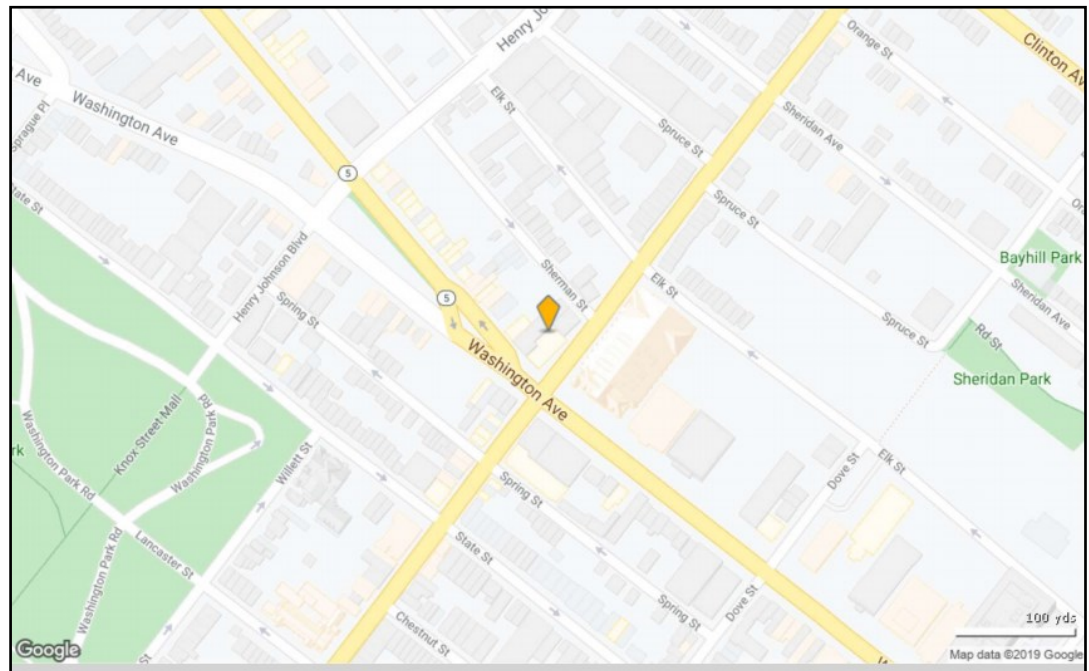 Henry Johnson
Orange St
Clinton Av
Ave
Washington Ave
Sprague Pl
Elk St
Spruce St
Sheridan Ave
5
State St
Spruce St
Or
Henry Johnson Blvd
Sherman St
Elk St
Bayhill Park
Sheridan Ave
5
Spring St
Washington Ave
Spruce St
Rd St
Sheridan Park
Knox Street Mall
Washington Park Rd
Washington Park Rd
rk
Willett St
Dove St
Elk St
Spring St
Lancaster St
Washington Park Rd
State St
Spring St
Dove St
Chestnut St
St
W
100 yds
Google
Map data ©2019 Google